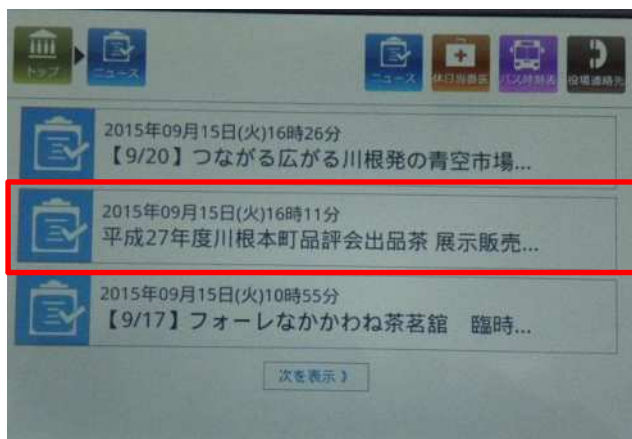 トップ
ニュース
ニュース
休日当番医
バス時刻表
役場連絡先
2015年09月15日(火)16時26分
【9/20】つながる広がる川根発の青空市場...
2015年09月15日(火)16時11分
平成27年度川根本町品評会出品茶 展示販売...
2015年09月15日(火)10時55分
【9/17】フォーレなかかわね茶茗舘　臨時...
次を表示 》